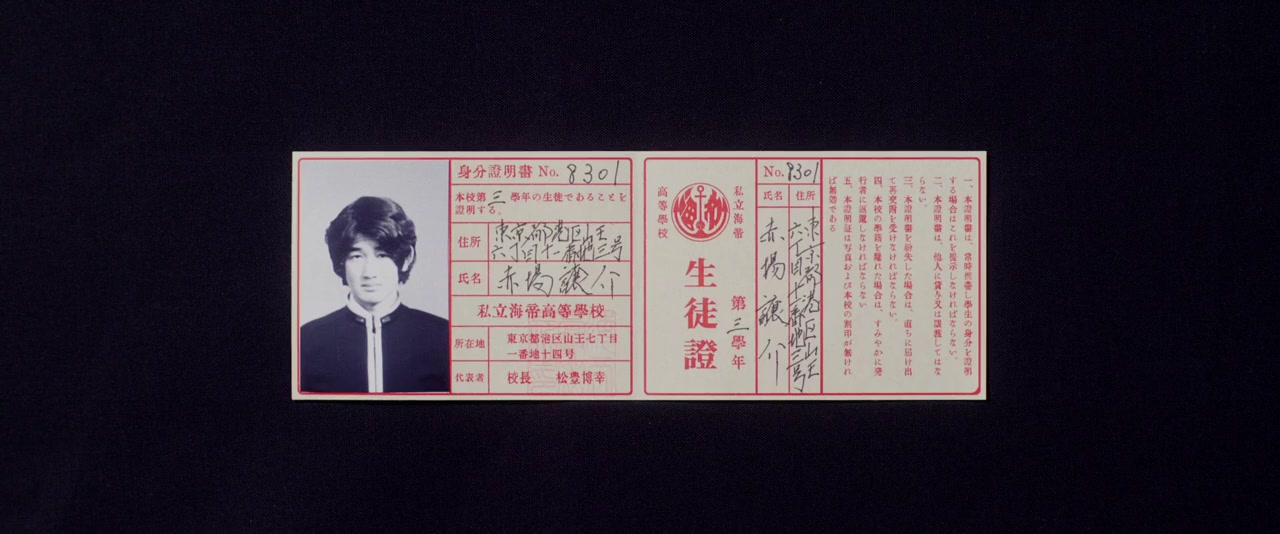 身分證明書 No. 8301
本校第三學年の生徒であることを
證明する。
住所
東京都港区山王
六丁目十一番地三号
氏名
赤場譲介
私立海帝高等學校
所在地
東京都港区山王七丁目
一番地十四号
代表者
校長 松豊博幸
私立海帝
高等學校
生徒證
第三學年
No. 8301
住所
東京都港区山王
六丁目十一番地三号
氏名
赤場譲介
一、本證明書は、常時所持し學生の身分を證明
する場合はこれを提示しなければならない。
二、本證明書は、他人に貸与又は譲渡してはな
らない。
三、本證明書を紛失した場合は、直ちに届け出
て再交附を受けなければならない。
四、本校の學籍を離れた場合は、すみやかに発
行者に返還しなければならない
五、本證明証は写真および本校の割印が無けれ
ば無効である